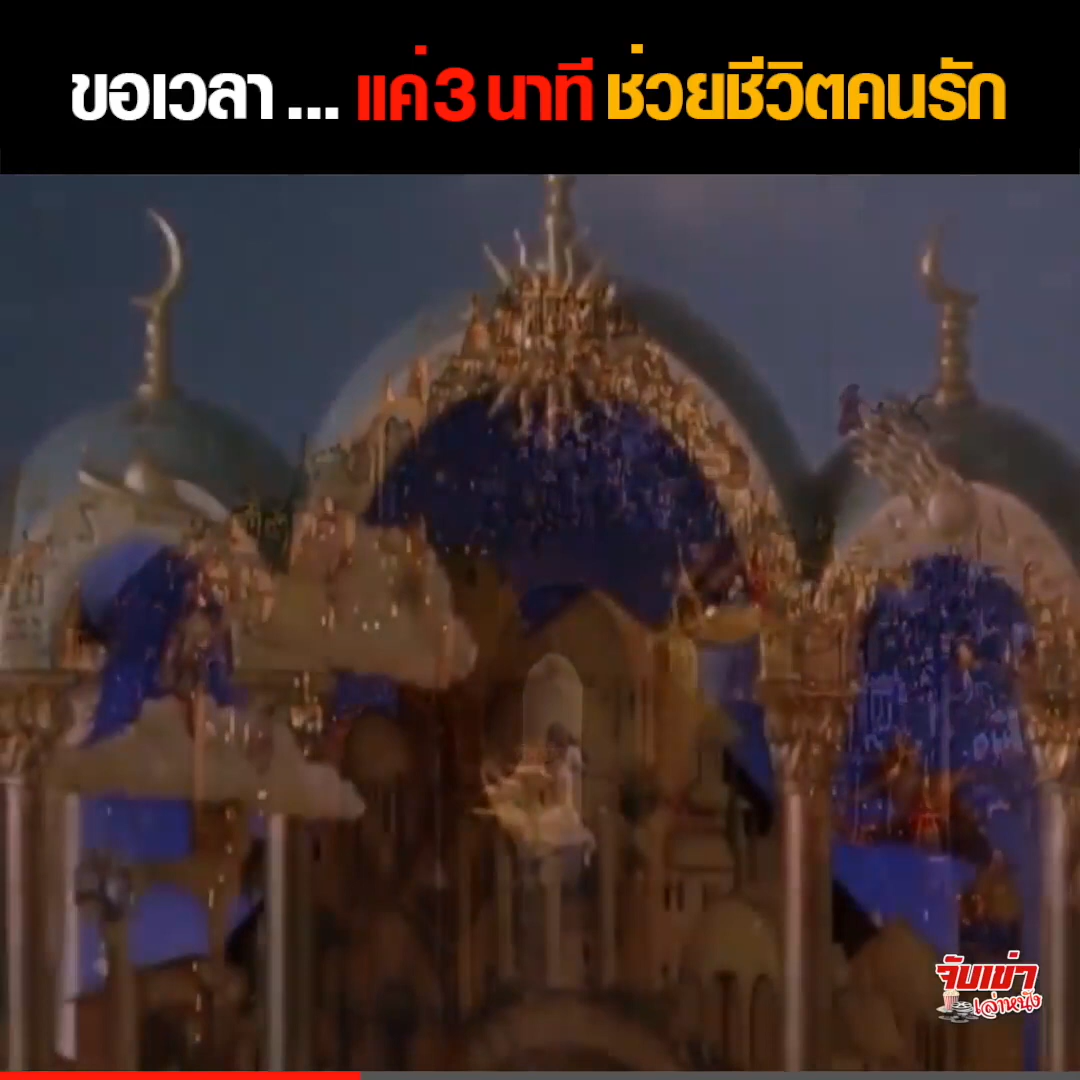 ขอเวลา ... แค่ 3 นาที ช่วยชีวิตคนรัก
จับเข่า
เล่าหนัง